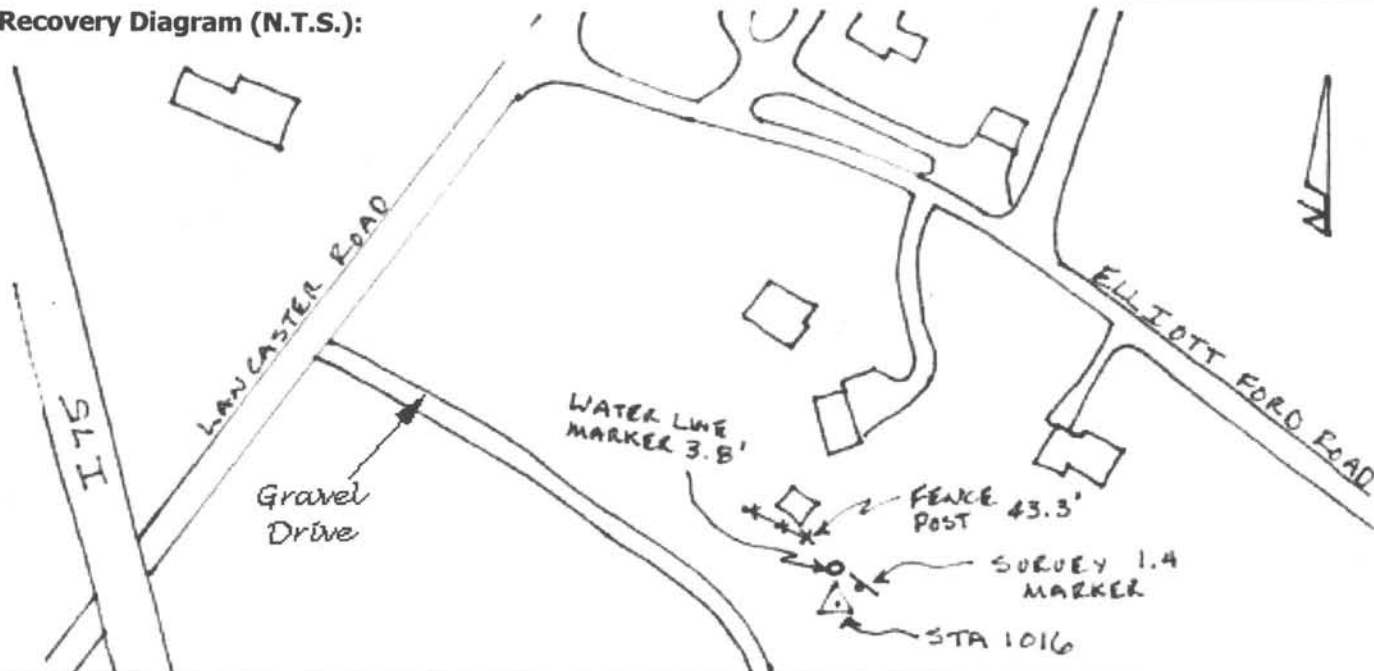 Recovery Diagram (N.T.S.):
LANCASTER ROAD
I 75
Gravel
Drive
WATER LINE
MARKER 3.8'
ELLIOTT FORD ROAD
FENCE
POST 43.3'
SURVEY 1.4
MARKER
STA 1016
N